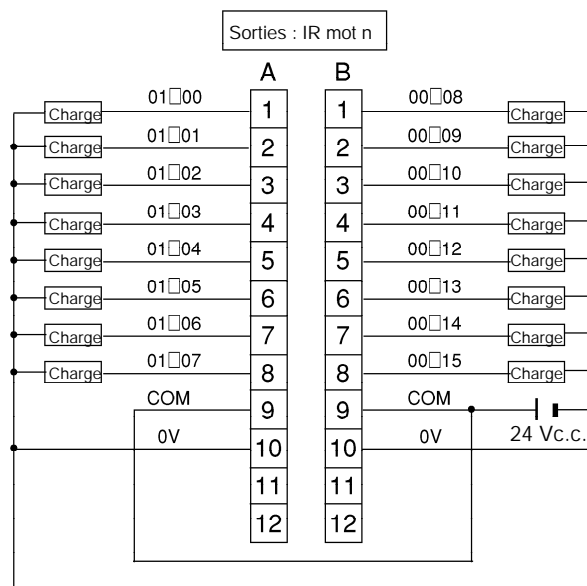 Sorties : IR mot n
A B
Charge 01□00 1 1 00□08 Charge
Charge 01□01 2 2 00□09 Charge
Charge 01□02 3 3 00□10 Charge
Charge 01□03 4 4 00□11 Charge
Charge 01□04 5 5 00□12 Charge
Charge 01□05 6 6 00□13 Charge
Charge 01□06 7 7 00□14 Charge
Charge 01□07 8 8 00□15 Charge
COM 9 9 COM
0V 10 10 0V 24 Vc.c.
11 11
12 12